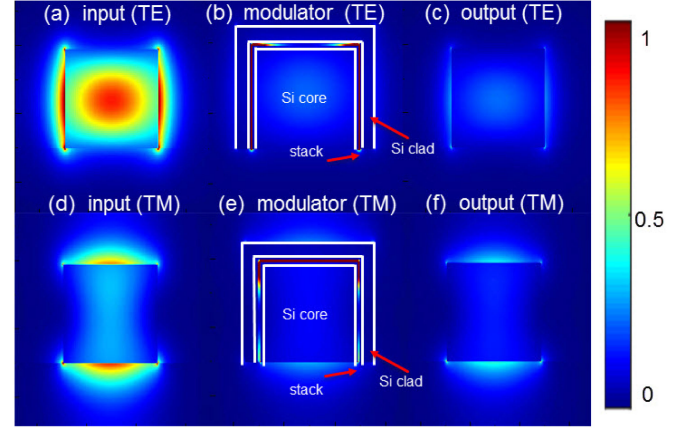 (a) input (TE)
(b) modulator (TE)
(c) output (TE)
Si core
stack
Si clad
(d) input (TM)
(e) modulator (TM)
(f) output (TM)
Si core
stack
Si clad
1
0.5
0